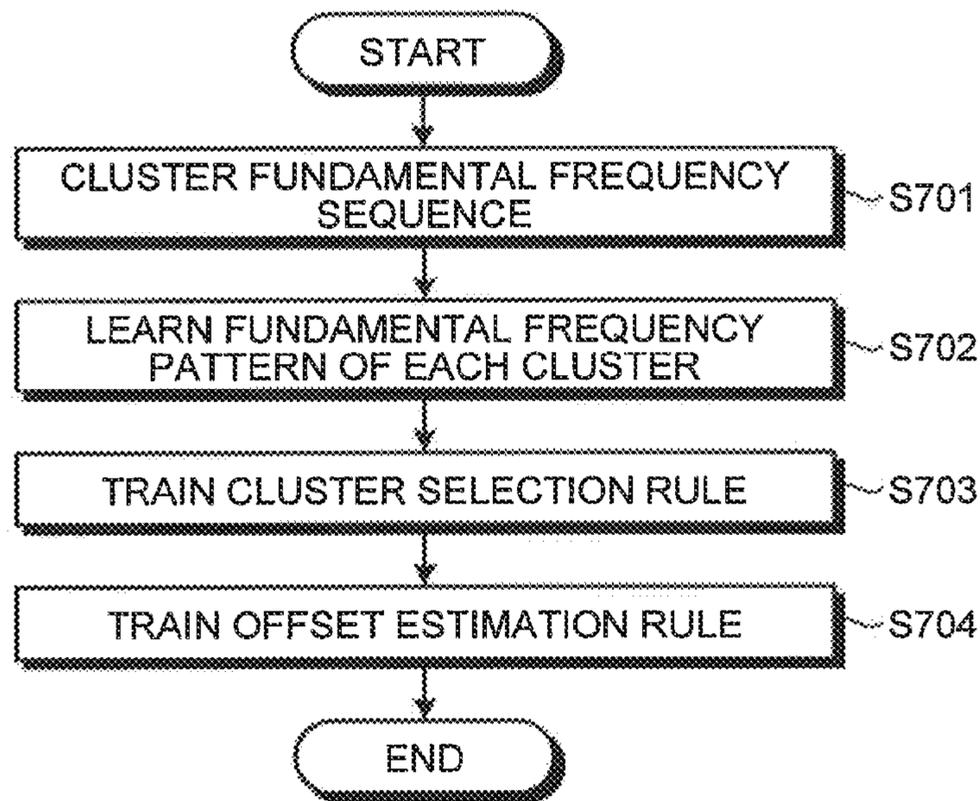 START
CLUSTER FUNDAMENTAL FREQUENCY
SEQUENCE
S701
LEARN FUNDAMENTAL FREQUENCY
PATTERN OF EACH CLUSTER
S702
TRAIN CLUSTER SELECTION RULE
S703
TRAIN OFFSET ESTIMATION RULE
S704
END